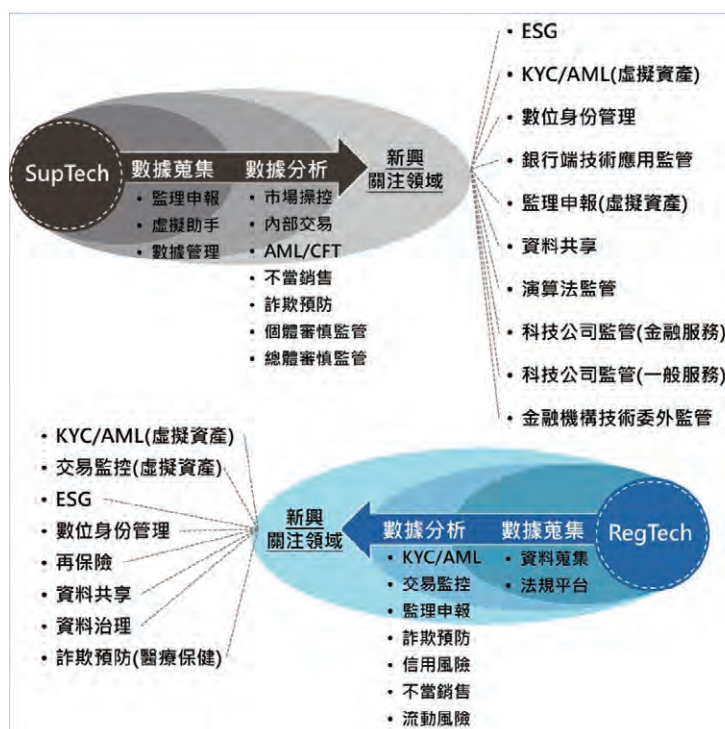 SupTech
數據蒐集
• 監理申報
• 虛擬助手
• 數據管理
數據分析
• 市場操控
• 內部交易
• AML/CFT
• 不當銷售
• 詐欺預防
• 個體審慎監管
• 總體審慎監管
新興
關注領域
• ESG
• KYC/AML(虛擬資產)
• 數位身份管理
• 銀行端技術應用監管
• 監理申報(虛擬資產)
• 資料共享
• 演算法監管
• 科技公司監管(金融服務)
• 科技公司監管(一般服務)
• 金融機構技術委外監管
• KYC/AML(虛擬資產)
• 交易監控(虛擬資產)
• ESG
• 數位身份管理
• 再保險
• 資料共享
• 資料治理
• 詐欺預防(醫療保健)
新興
關注領域
數據分析
• KYC/AML
• 交易監控
• 監理申報
• 詐欺預防
• 信用風險
• 不當銷售
• 流動風險
數據蒐集
• 資料蒐集
• 法規平台
RegTech